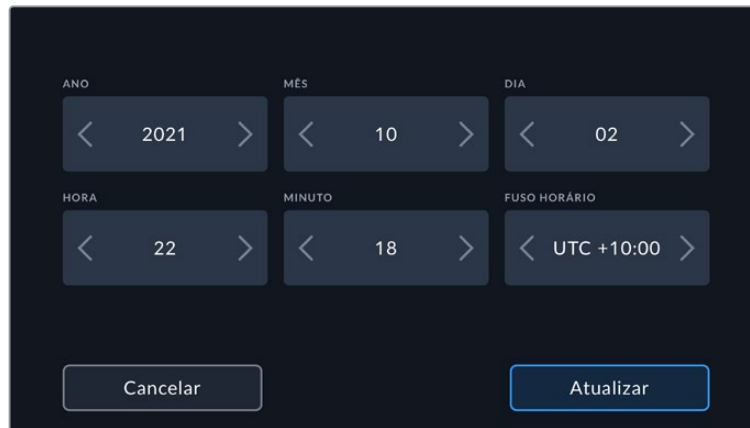 ANO MÊS DIA
2021 10 02
HORA MINUTO FUSO HORÁRIO
22 18 UTC +10:00
Cancelar Atualizar